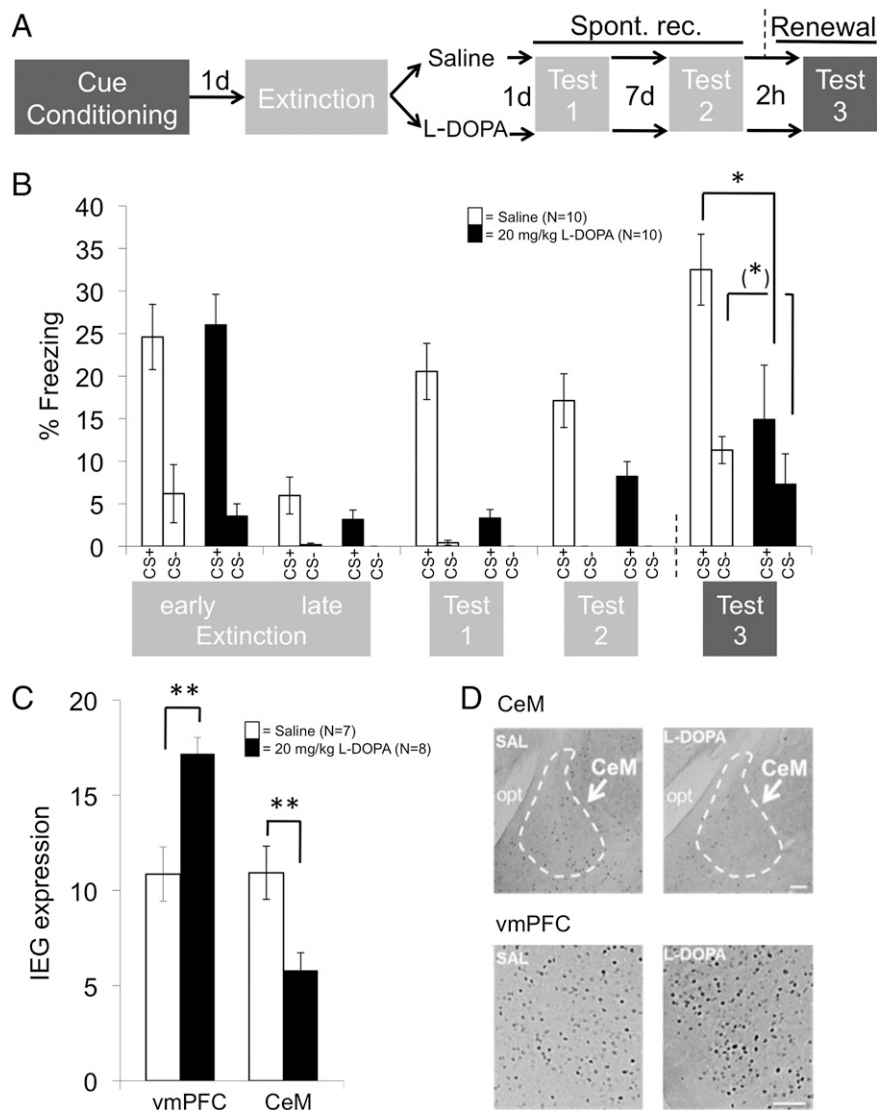 A
Spont. rec.
Renewal
Cue
Conditioning
1d
Extinction
Saline
L-DOPA
1d
Test
1
7d
Test
2
2h
Test
3
B
% Freezing
40
35
30
25
20
15
10
5
0
= Saline (N=10)
= 20 mg/kg L-DOPA (N=10)
*
(*)
CS+ CS- CS+ CS- CS+ CS- CS+ CS- CS+ CS- CS+ CS- CS+ CS- CS+ CS- CS+ CS- CS+ CS-
early late
Extinction
Test
1
Test
2
Test
3
C
IEG expression
20
15
10
5
0
= Saline (N=7)
= 20 mg/kg L-DOPA (N=8)
**
**
vmPFC CeM
D
CeM
SAL
opt
CeM
L-DOPA
opt
CeM
vmPFC
SAL
L-DOPA